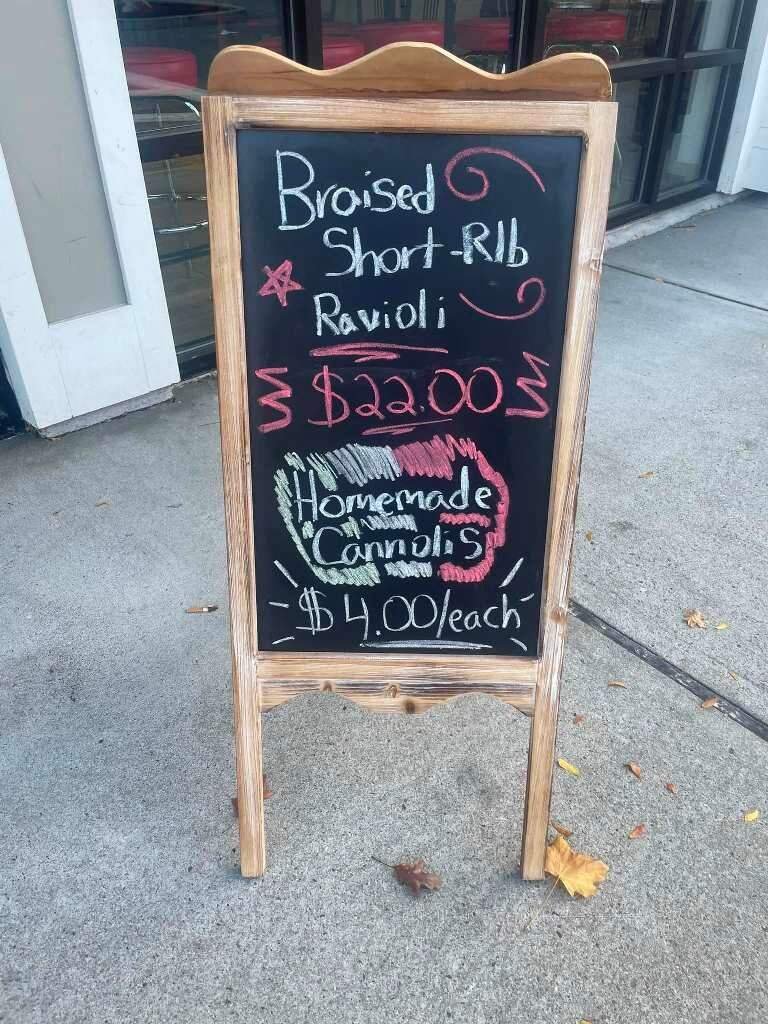 Braised
Short-RIb
Ravioli
$22.00
Homemade
Cannolis
$4.00/each